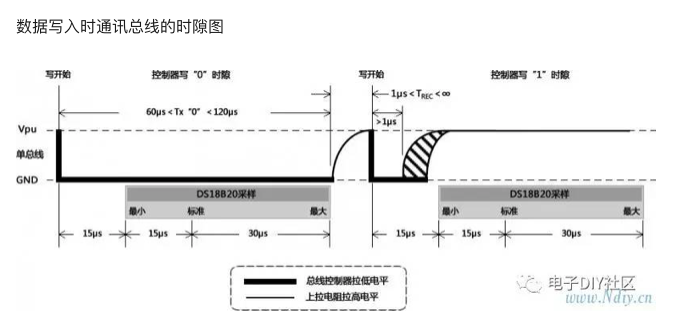 数据写入时通讯总线的时隙图
写开始 控制器写 “0” 时隙 写开始 控制器写 “1” 时隙
1μs < TREC < ∞
60μs < Tx “0” < 120μs
>1μs
Vpu
单总线
GND
DS18B20采样 DS18B20采样
最小 标准 最大 最小 标准 最大
15μs 15μs 30μs 15μs 15μs 30μs
总线控制器拉低电平
上拉电阻拉高电平
电子DIY社区
www.Ndiy.cn